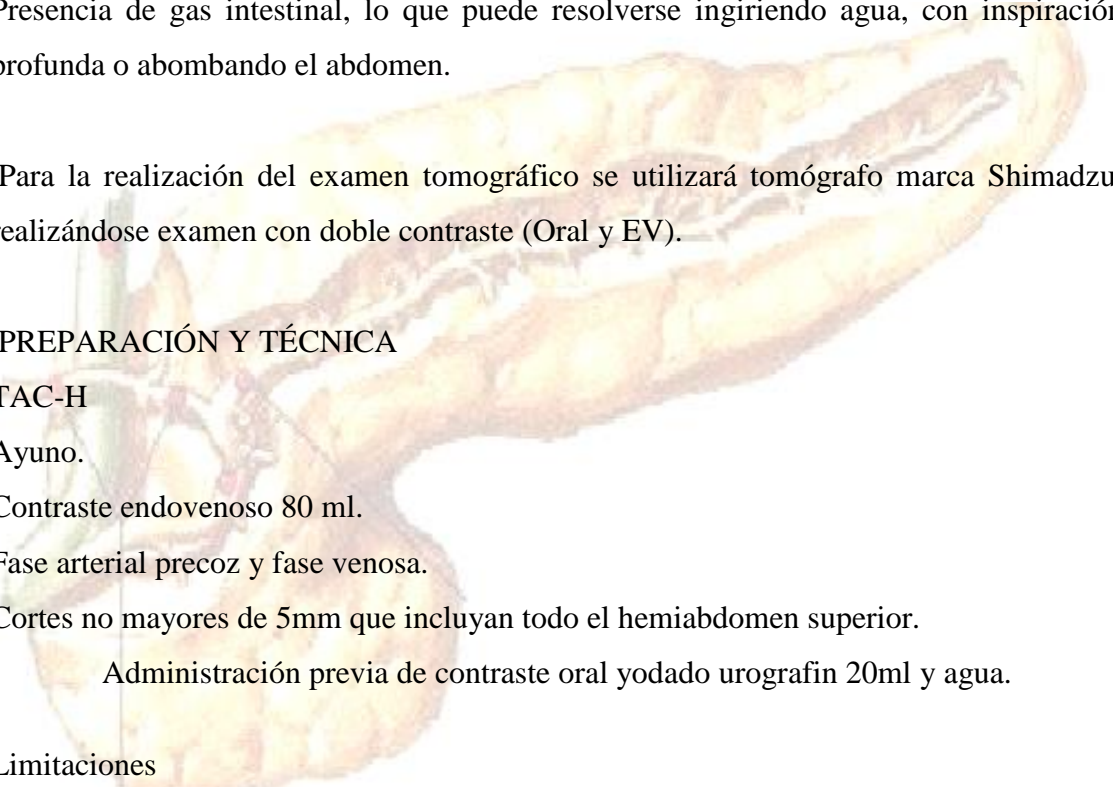 Presencia de gas intestinal, lo que puede resolverse ingiriendo agua, con inspiración
profunda o abombando el abdomen.
Para la realización del examen tomográfico se utilizará tomógrafo marca Shimadzu
realizándose examen con doble contraste (Oral y EV).
PREPARACIÓN Y TÉCNICA
TAC-H
Ayuno.
Contraste endovenoso 80 ml.
Fase arterial precoz y fase venosa.
Cortes no mayores de 5mm que incluyan todo el hemiabdomen superior.
Administración previa de contraste oral yodado urografin 20ml y agua.
Limitaciones